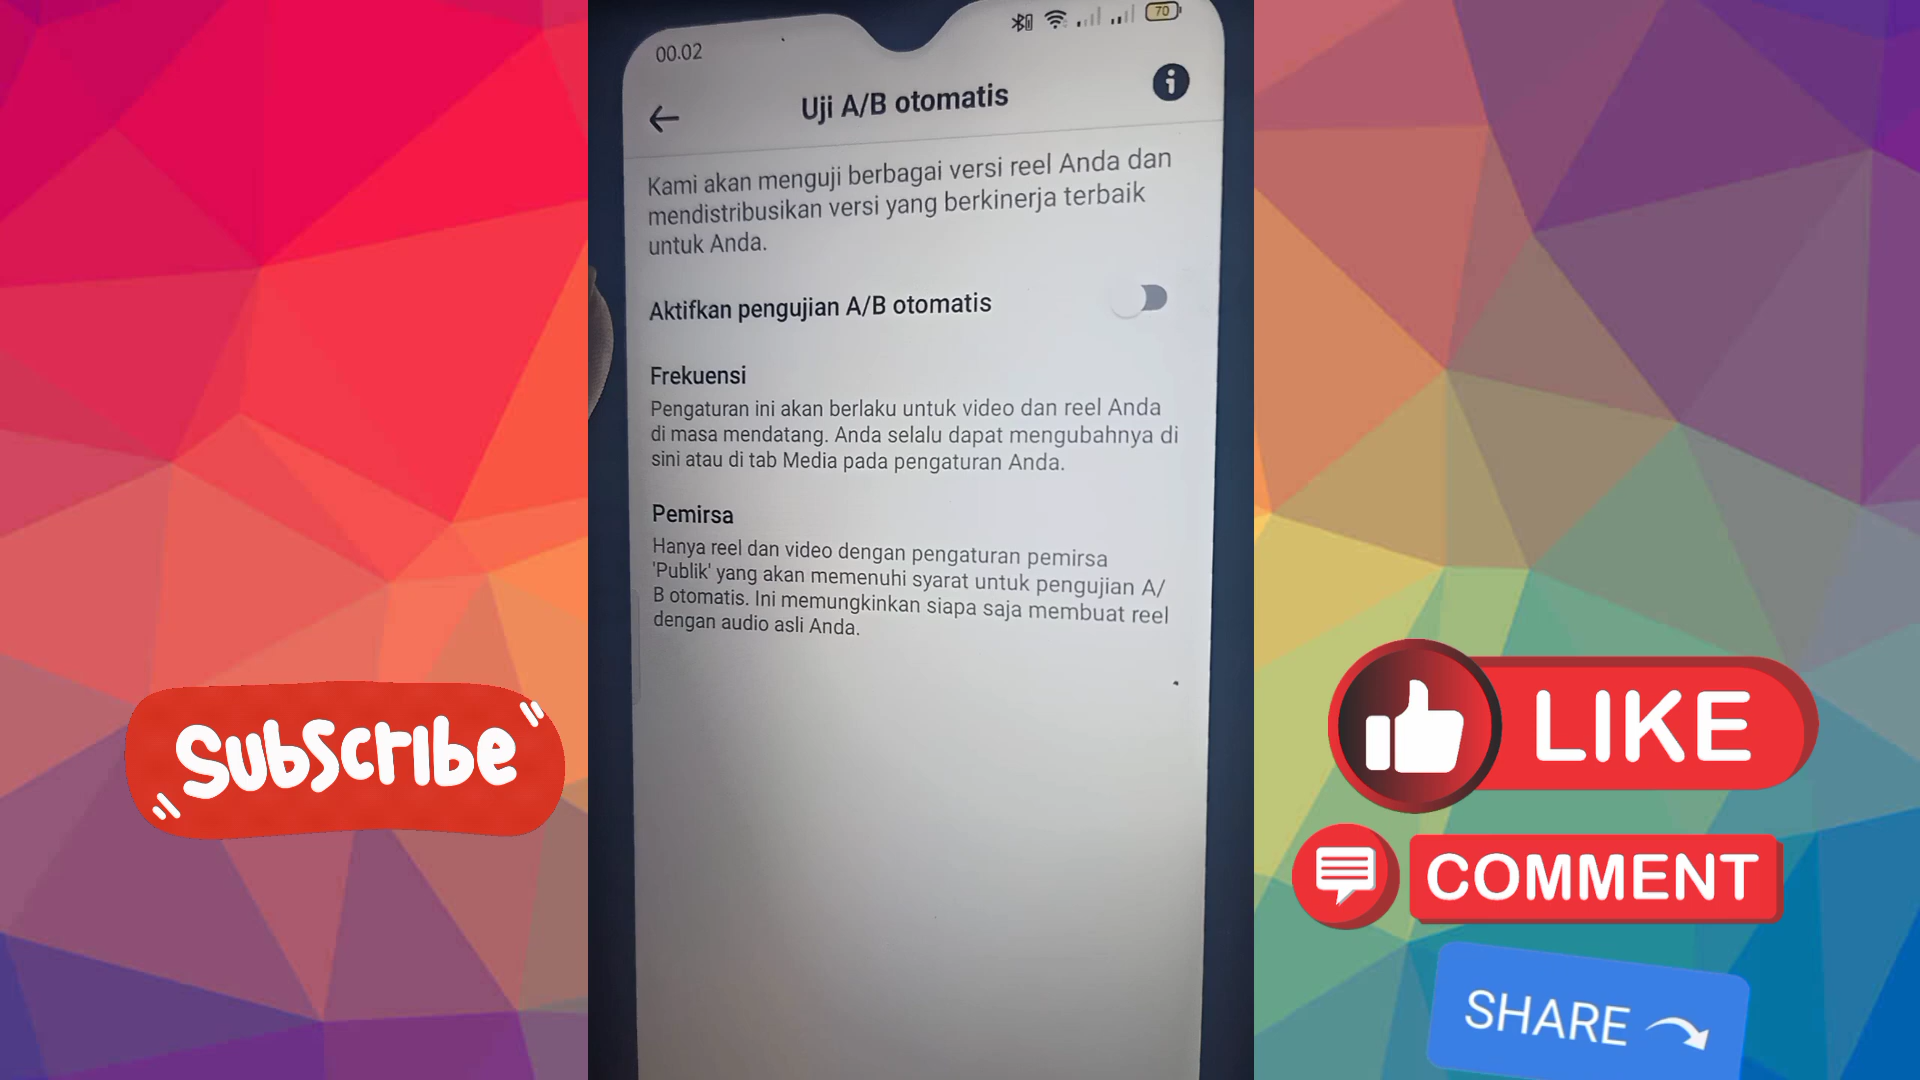 00.02
70
Uji A/B otomatis
Kami akan menguji berbagai versi reel Anda dan
mendistribusikan versi yang berkinerja terbaik
untuk Anda.
Aktifkan pengujian A/B otomatis
Frekuensi
Pengaturan ini akan berlaku untuk video dan reel Anda
di masa mendatang. Anda selalu dapat mengubahnya di
sini atau di tab Media pada pengaturan Anda.
Pemirsa
Hanya reel dan video dengan pengaturan pemirsa
'Publik' yang akan memenuhi syarat untuk pengujian A/
B otomatis. Ini memungkinkan siapa saja membuat reel
dengan audio asli Anda.
Subscribe
LIKE
COMMENT
SHARE